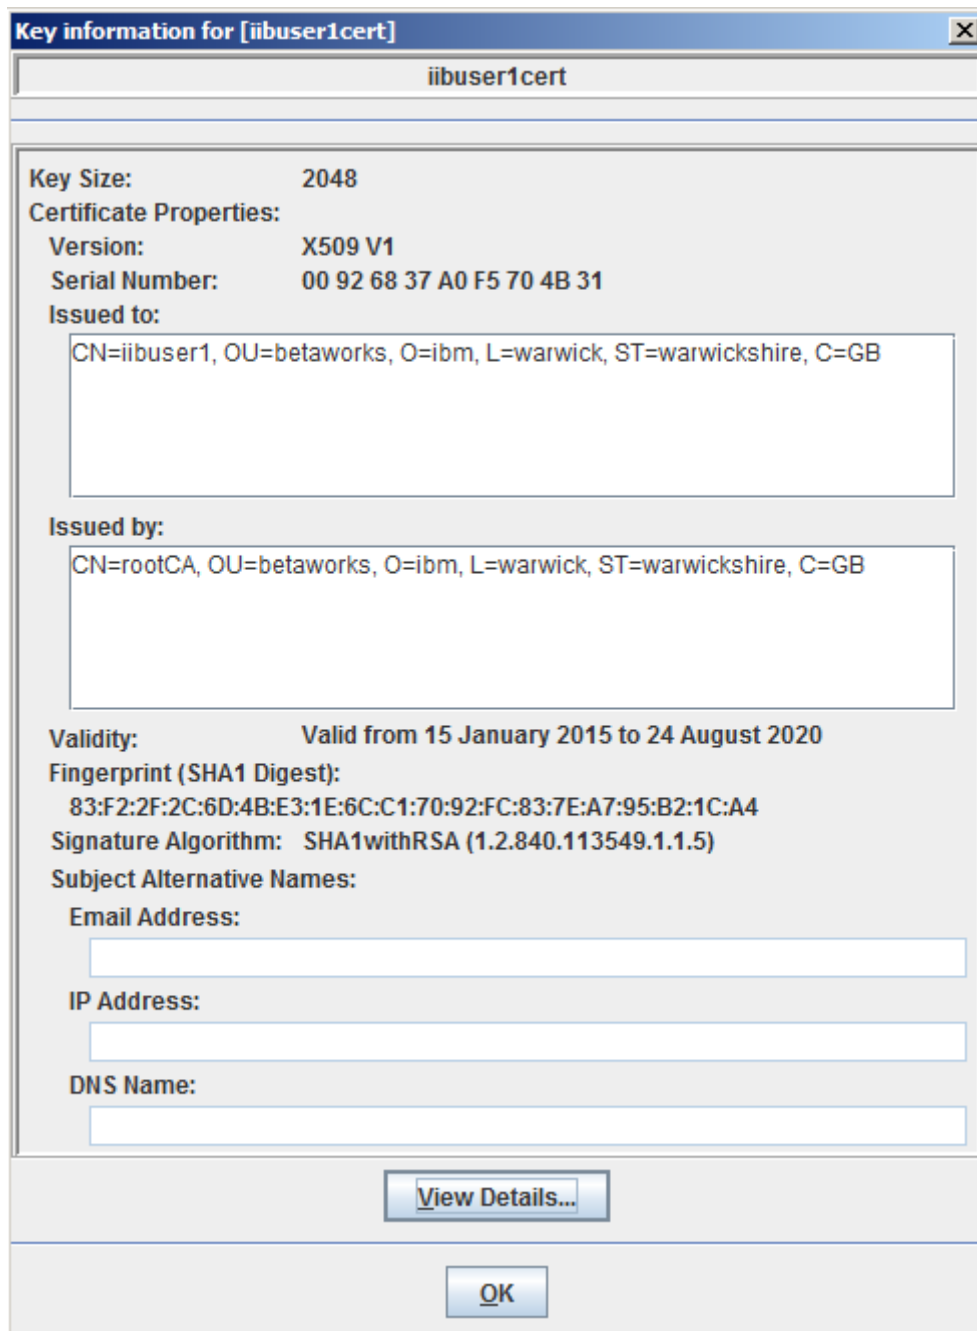 Key information for [iibuser1cert]
iibuser1cert
Key Size: 2048
Certificate Properties:
Version: X509 V1
Serial Number: 00 92 68 37 A0 F5 70 4B 31
Issued to:
CN=iibuser1, OU=betaworks, O=ibm, L=warwick, ST=warwickshire, C=GB
Issued by:
CN=rootCA, OU=betaworks, O=ibm, L=warwick, ST=warwickshire, C=GB
Validity: Valid from 15 January 2015 to 24 August 2020
Fingerprint (SHA1 Digest):
83:F2:2F:2C:6D:4B:E3:1E:6C:C1:70:92:FC:83:7E:A7:95:B2:1C:A4
Signature Algorithm: SHA1withRSA (1.2.840.113549.1.1.5)
Subject Alternative Names:
Email Address:
IP Address:
DNS Name:
View Details...
OK